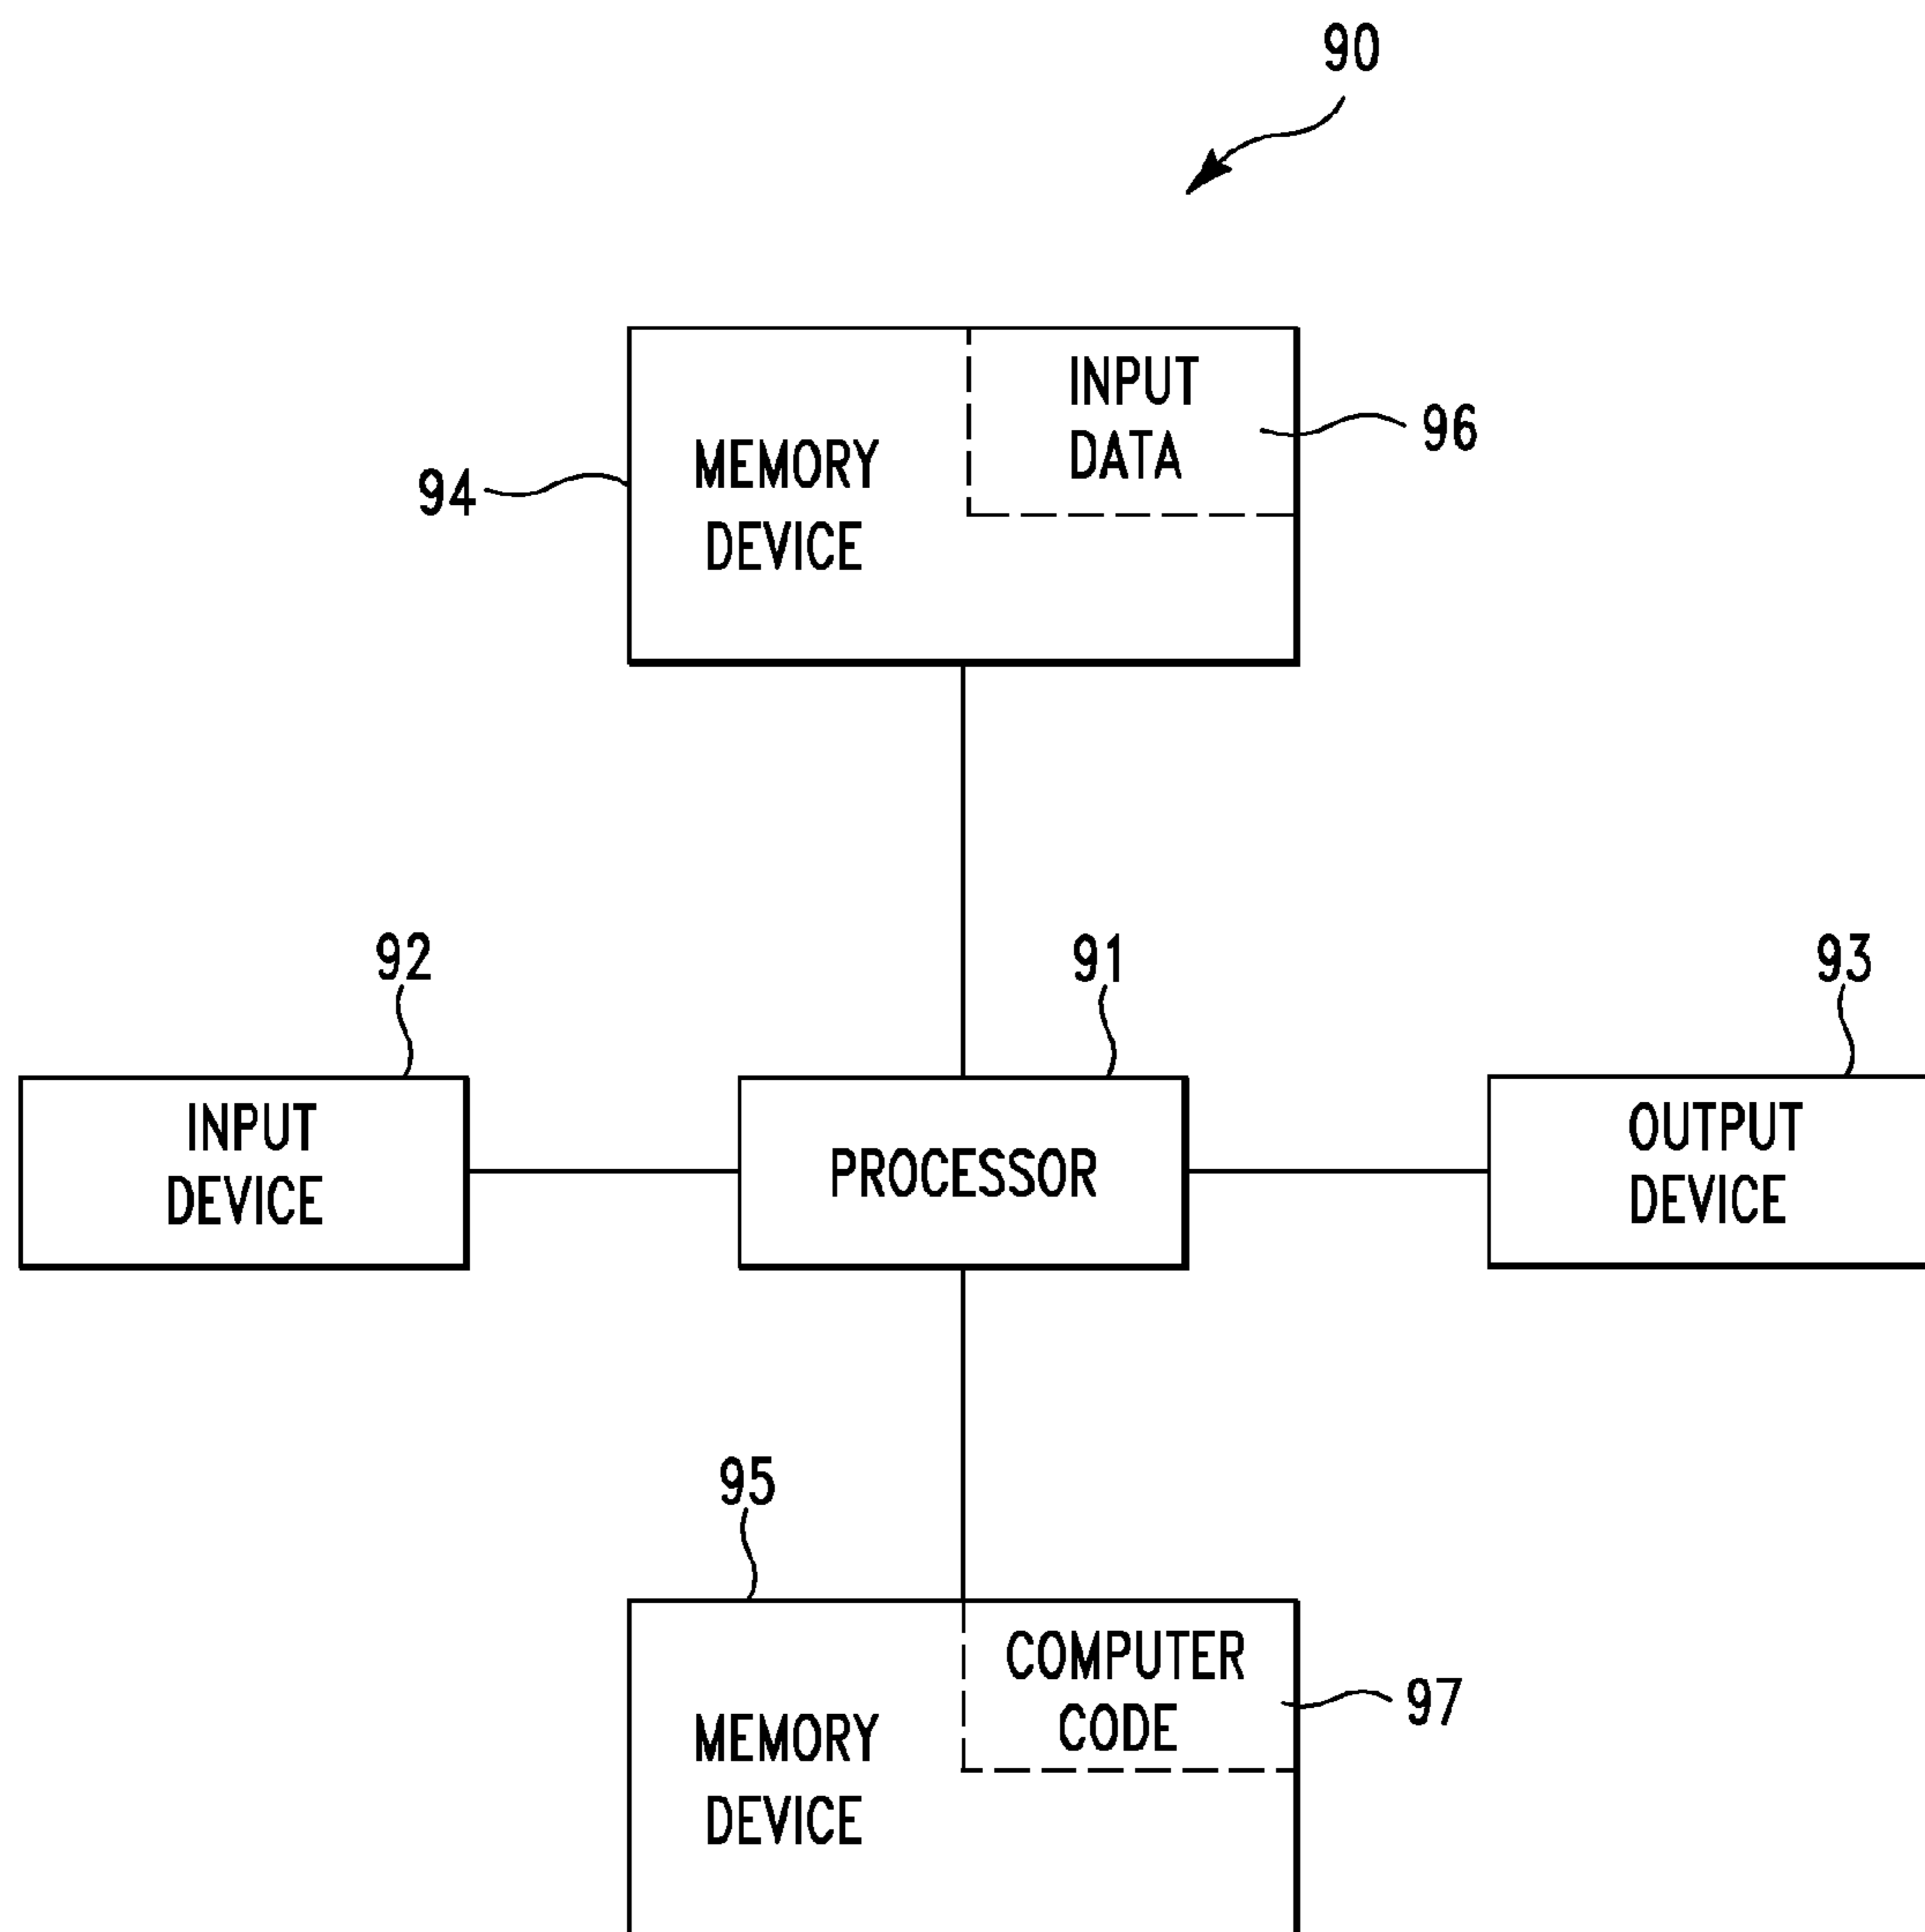 90
INPUT
DATA
96
MEMORY
DEVICE
94
92
91
93
INPUT
DEVICE
PROCESSOR
OUTPUT
DEVICE
95
COMPUTER
CODE
97
MEMORY
DEVICE